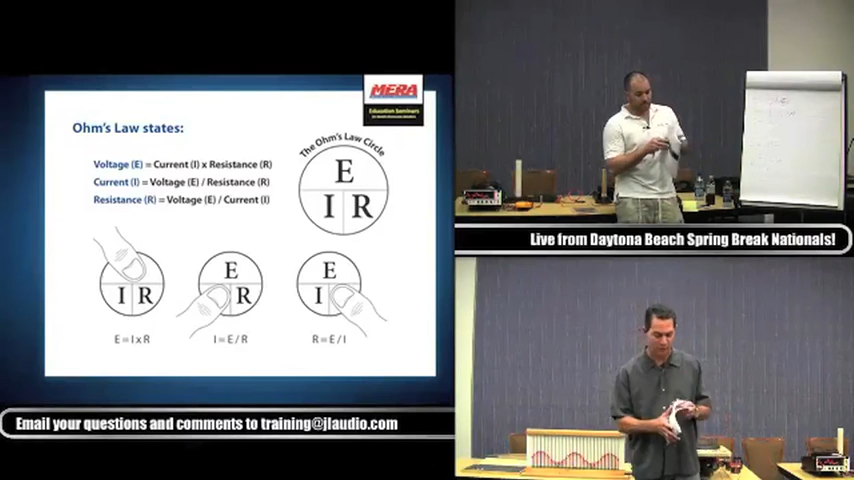 MERA
Education Seminars
Ohm's Law states:
Voltage (E) = Current (I) x Resistance (R)
Current (I) = Voltage (E) / Resistance (R)
Resistance (R) = Voltage (E) / Current (I)
The Ohm's Law Circle
E
I R
I R
E
R
E
I
E = I x R
I = E / R
R = E / I
Email your questions and comments to training@jlaudio.com
Live from Daytona Beach Spring Break Nationals!